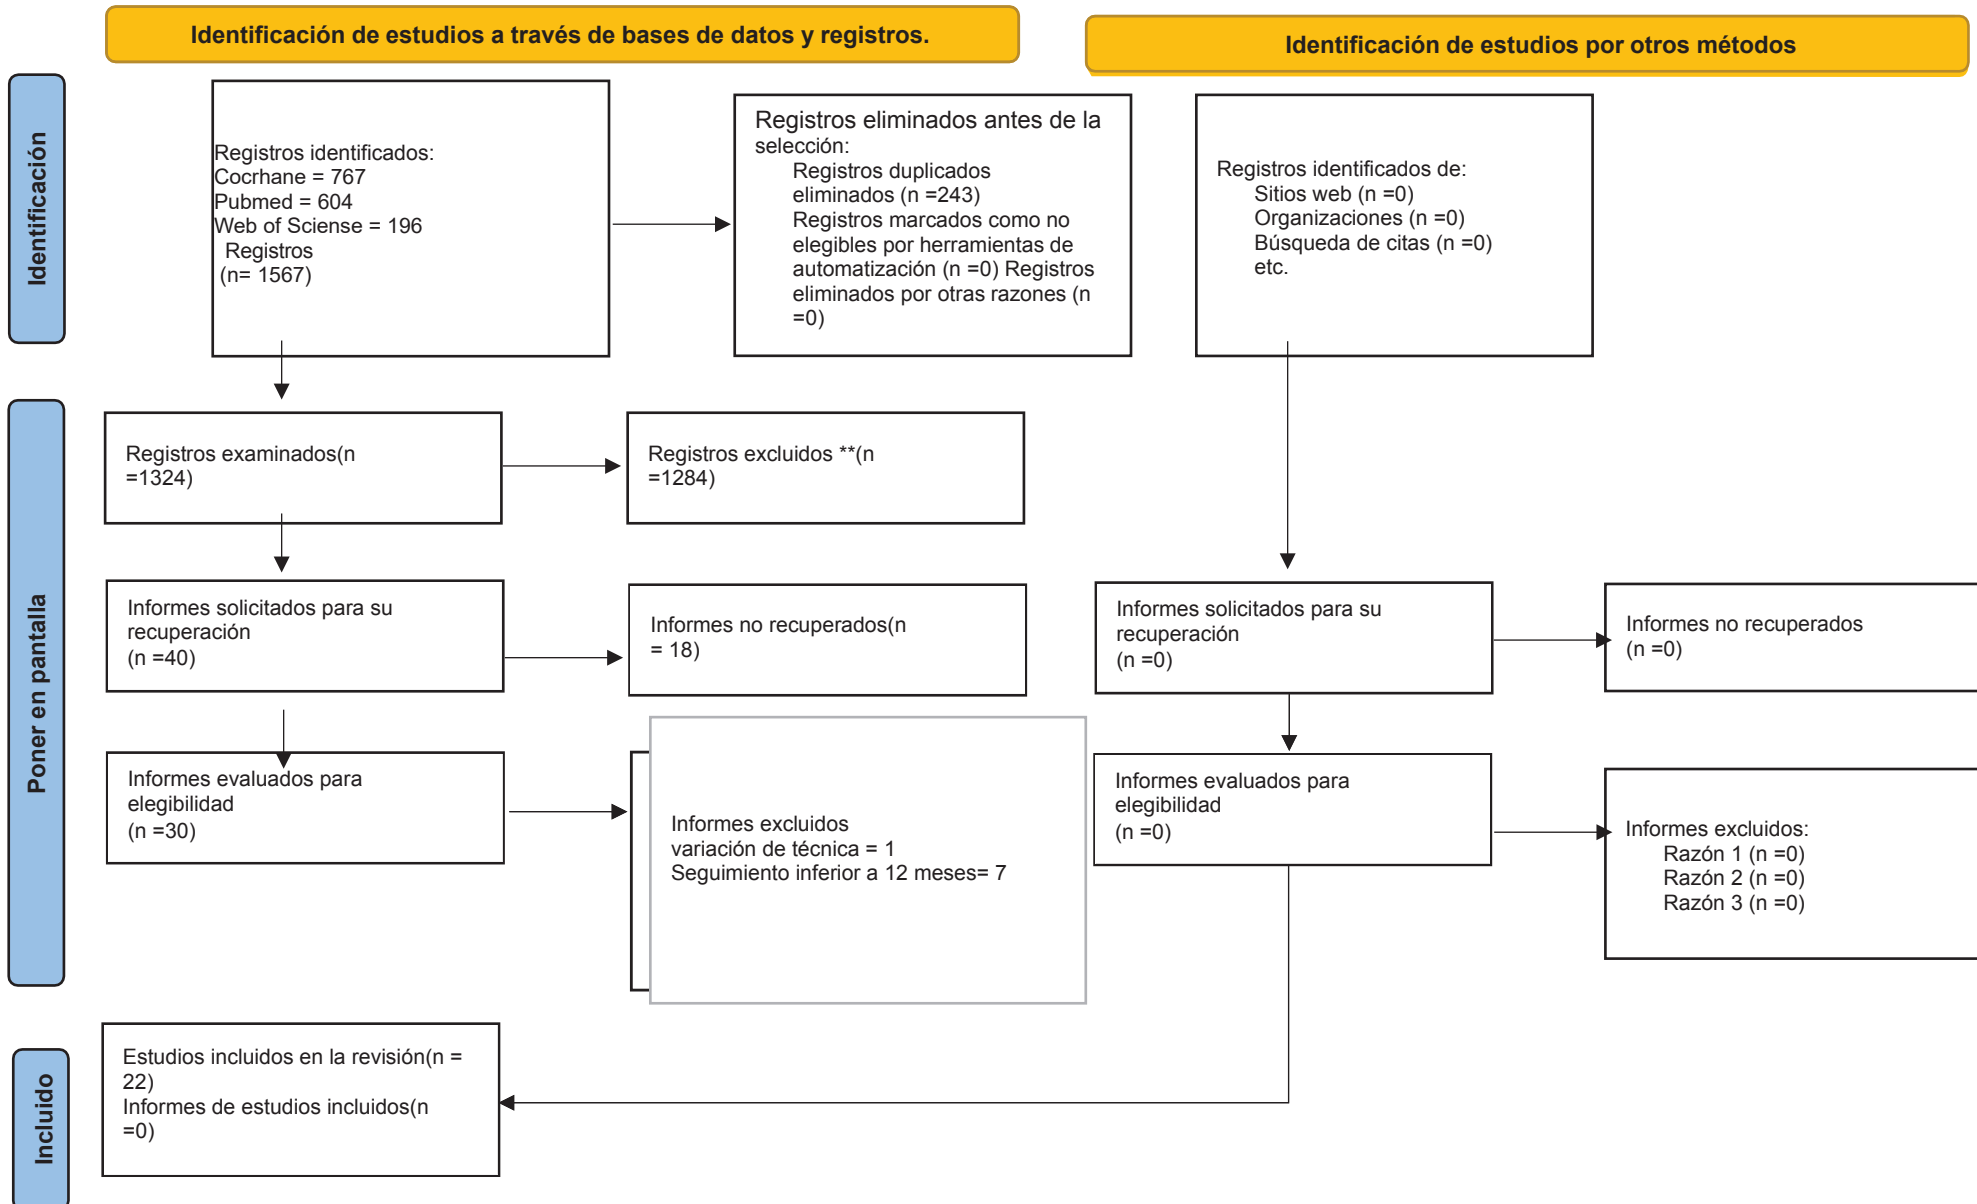 Identificación de estudios a través de bases de datos y registros.
Identificación de estudios por otros métodos
Identificación
Registros identificados:
Cocrhane = 767
Pubmed = 604
Web of Sciense = 196
Registros
(n= 1567)
Registros eliminados antes de la
selección:
Registros duplicados
eliminados (n =243)
Registros marcados como no
elegibles por herramientas de
automatización (n =0) Registros
eliminados por otras razones (n
=0)
Registros identificados de:
Sitios web (n =0)
Organizaciones (n =0)
Búsqueda de citas (n =0)
etc.
Poner en pantalla
Registros examinados(n
=1324)
Registros excluidos **(n
=1284)
Informes solicitados para su
recuperación
(n =40)
Informes no recuperados(n
= 18)
Informes solicitados para su
recuperación
(n =0)
Informes no recuperados
(n =0)
Informes evaluados para
elegibilidad
(n =30)
Informes excluidos
variación de técnica = 1
Seguimiento inferior a 12 meses= 7
Informes evaluados para
elegibilidad
(n =0)
Informes excluidos:
Razón 1 (n =0)
Razón 2 (n =0)
Razón 3 (n =0)
Incluido
Estudios incluidos en la revisión(n =
22)
Informes de estudios incluidos(n
=0)